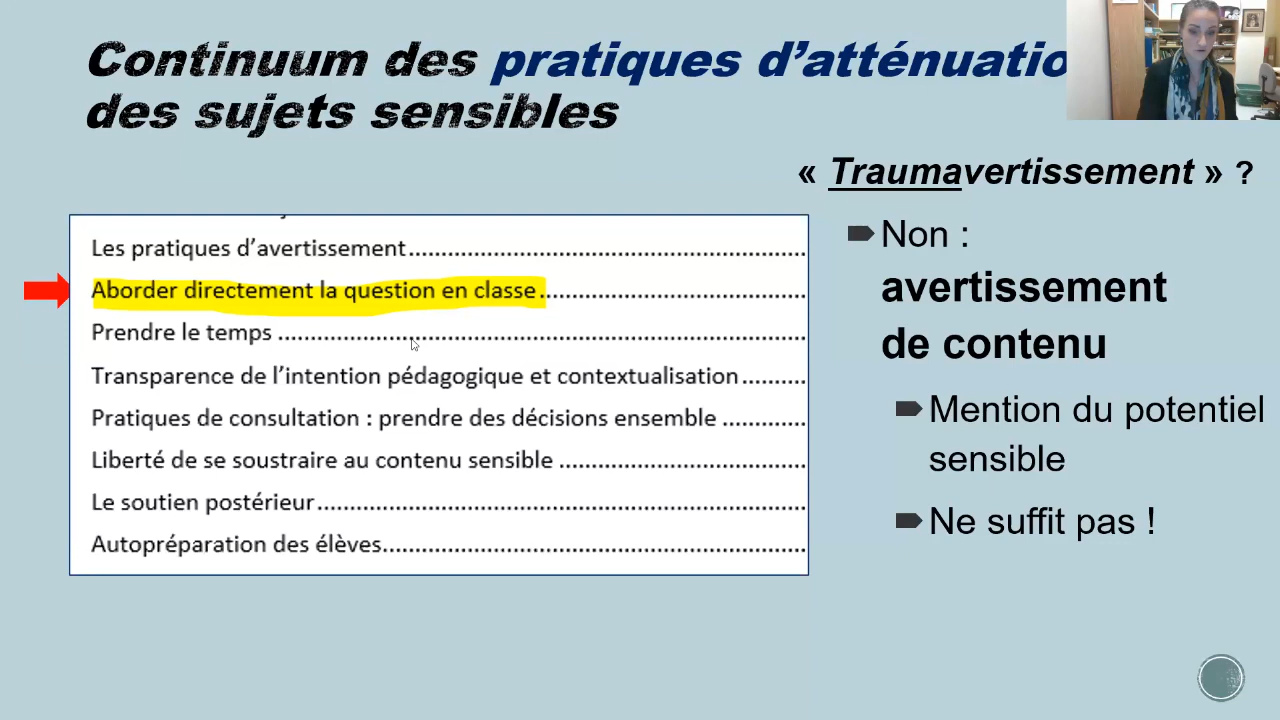 Continuum des pratiques d’atténuatio
des sujets sensibles
« Traumavertissement » ?
Les pratiques d’avertissement
Aborder directement la question en classe
Prendre le temps
Transparence de l’intention pédagogique et contextualisation
Pratiques de consultation : prendre des décisions ensemble
Liberté de se soustraire au contenu sensible
Le soutien postérieur
Autopréparation des élèves
Non :
avertissement
de contenu
Mention du potentiel
sensible
Ne suffit pas !